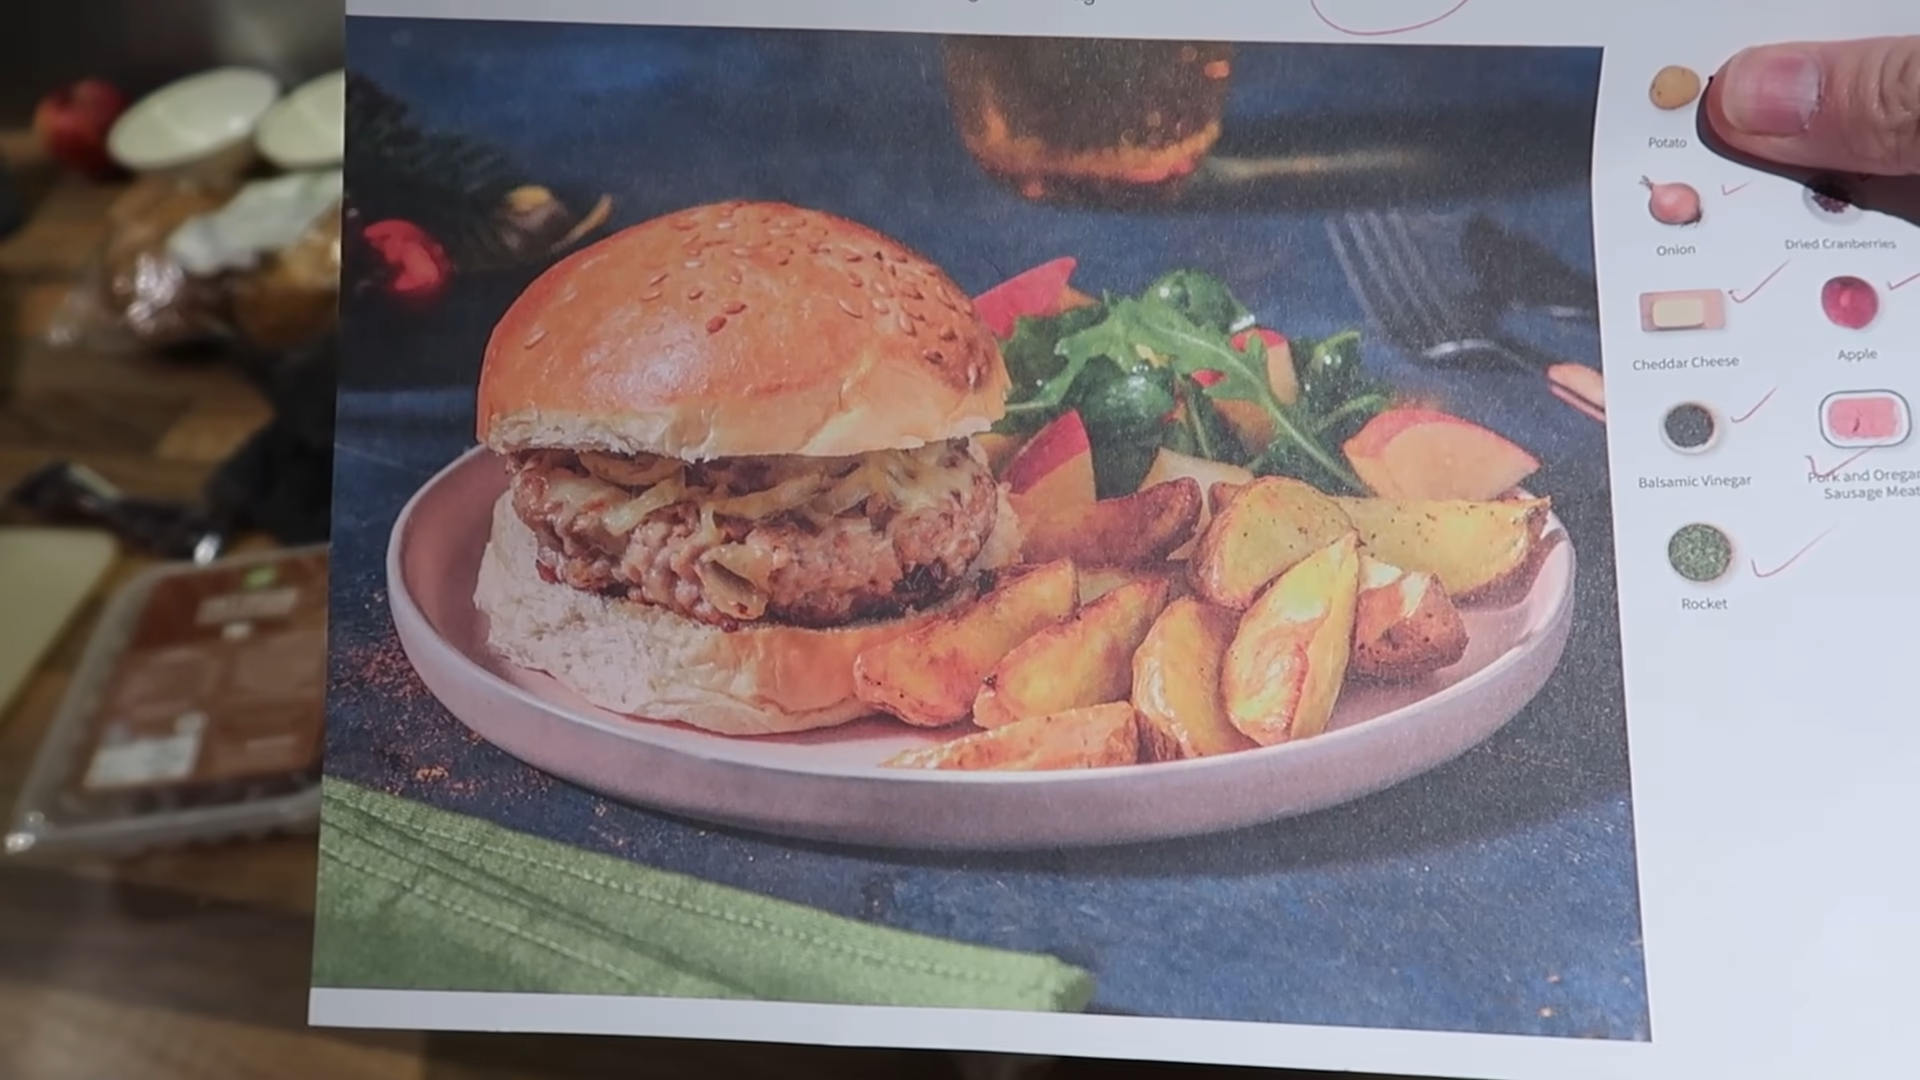 Potato
Onion
Dried Cranberries
Cheddar Cheese
Apple
Balsamic Vinegar
Pork and Oregan
Sausage Meat
Rocket